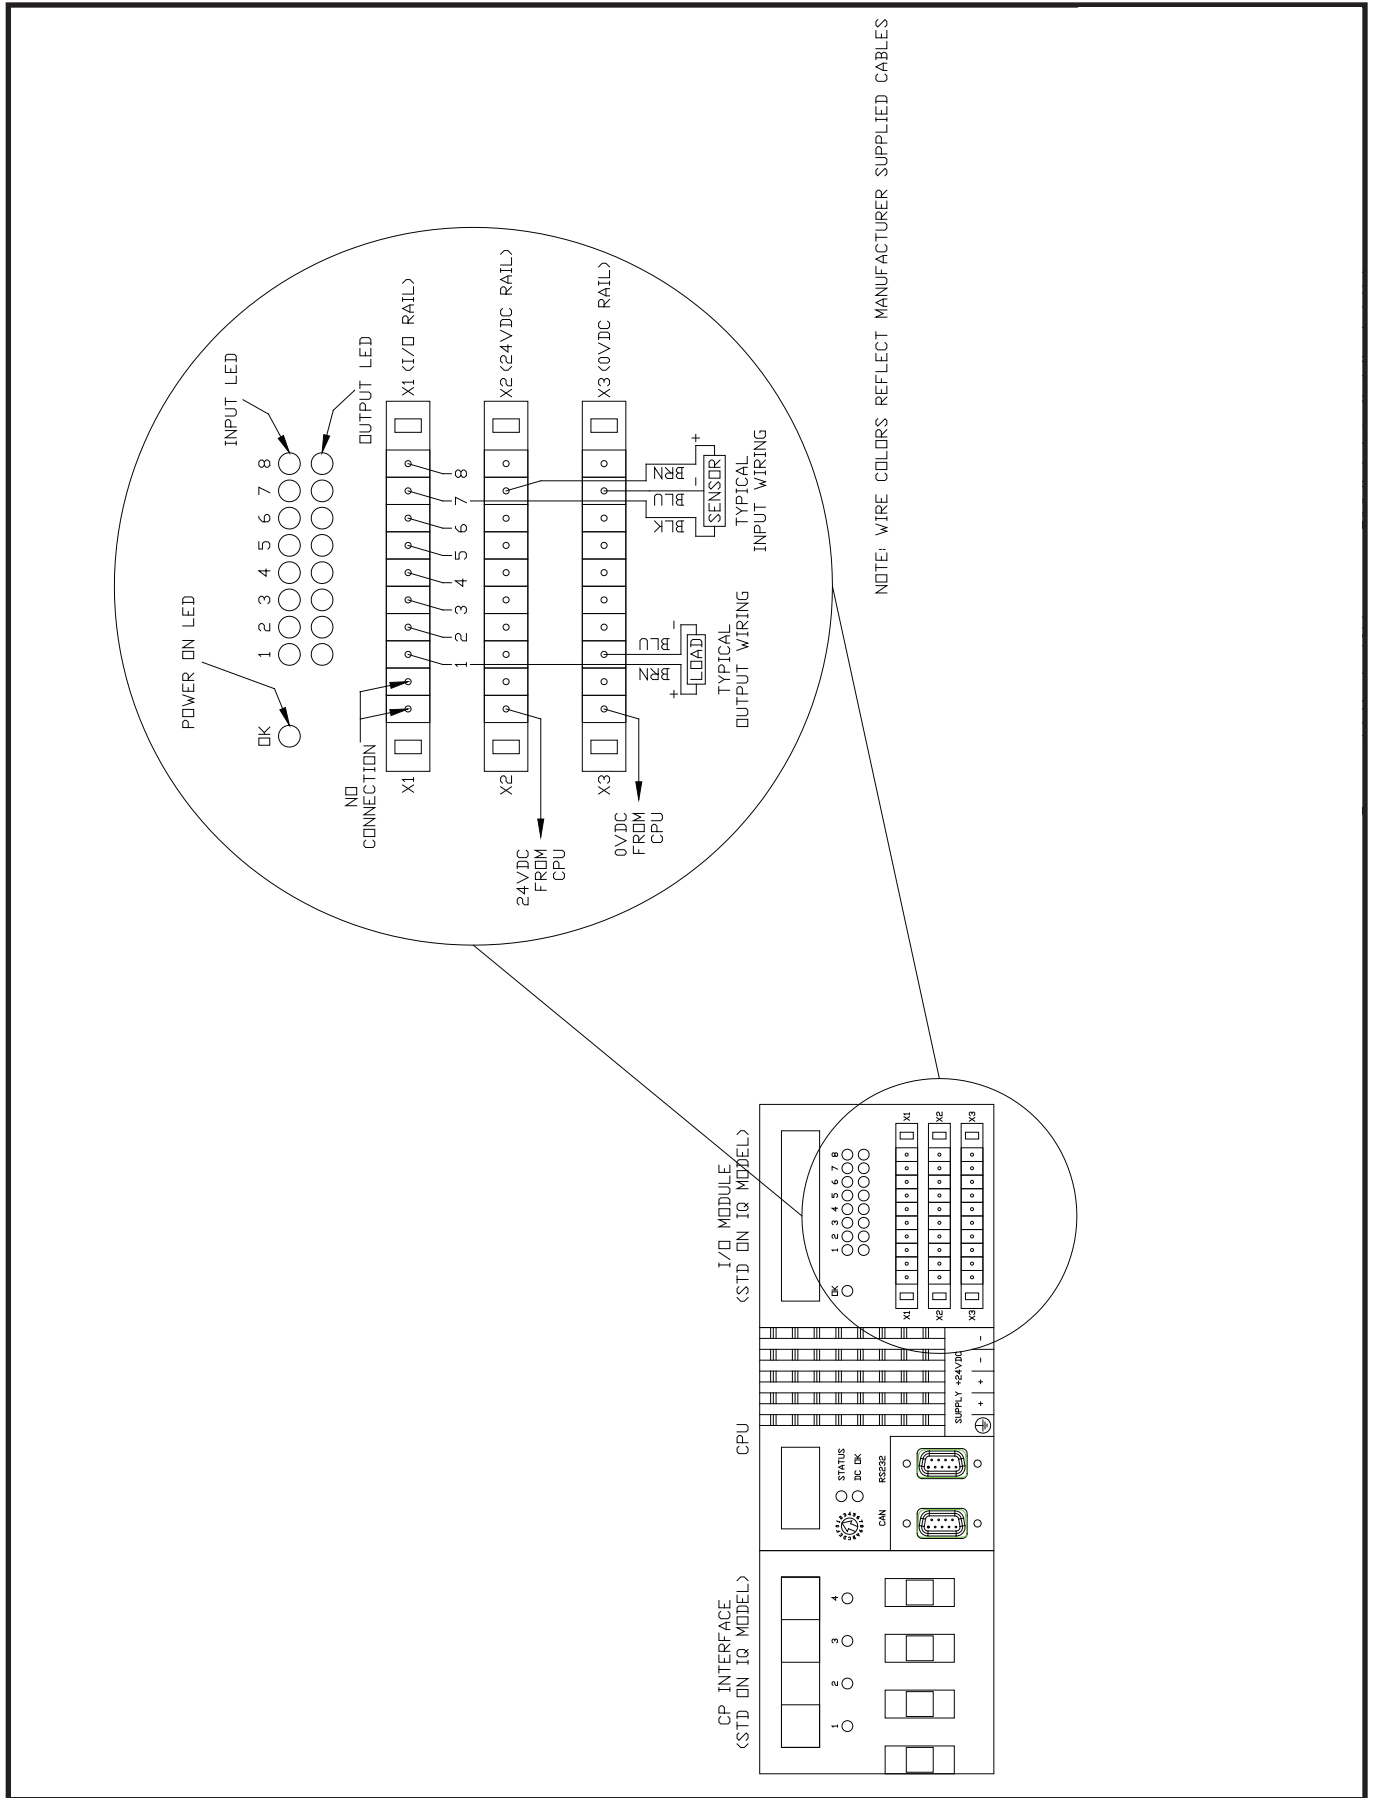 POWER ON LED
INPUT LED
OK
1 2 3 4 5 6 7 8
OUTPUT LED
NO
CONNECTION
X1
X1 (I/O RAIL)
1 2 3 4 5 6 7 8
X2
X2 (24VDC RAIL)
24VDC
FROM
CPU
X3
X3 (0VDC RAIL)
0VDC
FROM
CPU
BRN
BLU
+
-
LOAD
TYPICAL
OUTPUT WIRING
BLK
BLU
BRN
-
+
SENSOR
TYPICAL
INPUT WIRING
NOTE: WIRE COLORS REFLECT MANUFACTURER SUPPLIED CABLES
CP INTERFACE
(STD ON IQ MODEL)
1 2 3 4
CPU
STATUS
DC OK
CAN
RS232
SUPPLY +24VDC
+ + - -
I/O MODULE
(STD ON IQ MODEL)
OK
1 2 3 4 5 6 7 8
X1
X1
X2
X2
X3
X3